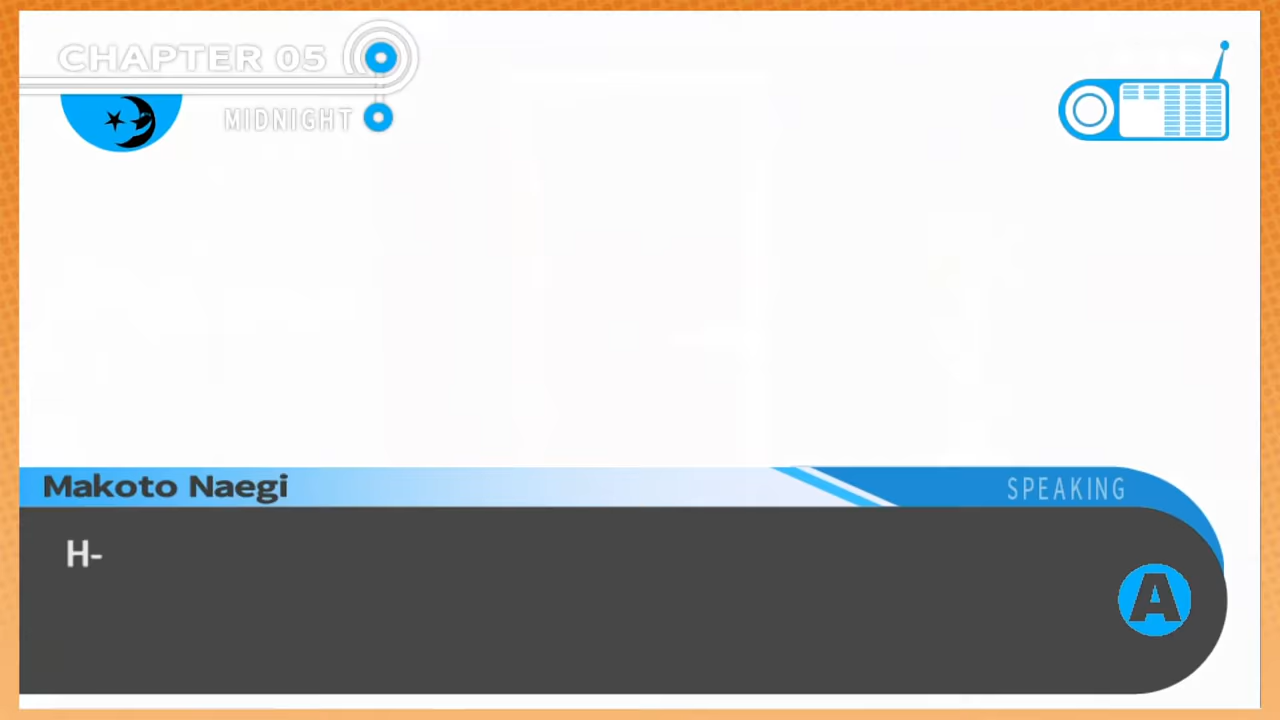 CHAPTER 05
MIDNIGHT
Makoto Naegi
SPEAKING
H-
A